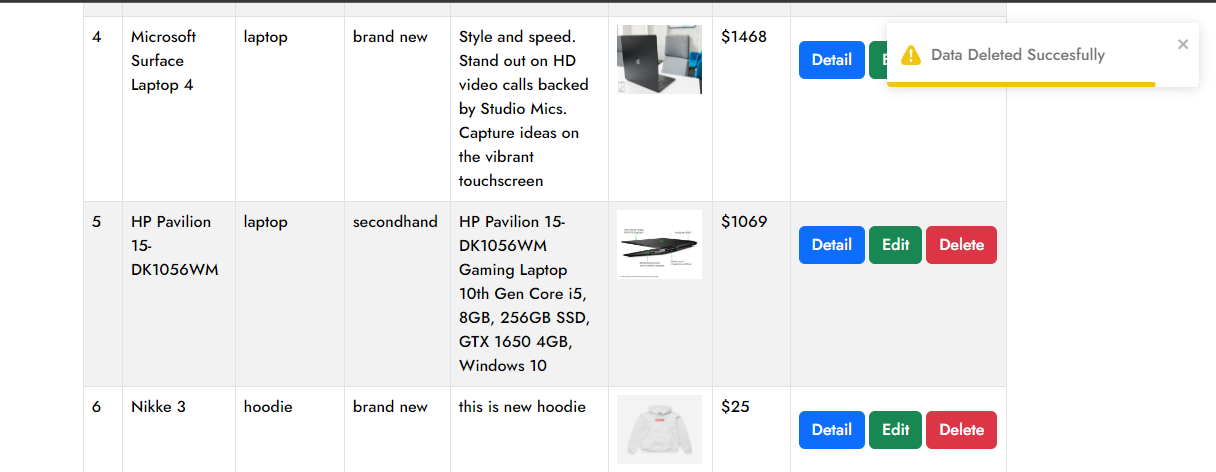 4
Microsoft
Surface
Laptop 4
laptop
brand new
Style and speed.
Stand out on HD
video calls backed
by Studio Mics.
Capture ideas on
the vibrant
touchscreen
$1468
Detail
Data Deleted Succesfully
×
5
HP Pavilion
15-
DK1056WM
laptop
secondhand
HP Pavilion 15-
DK1056WM
Gaming Laptop
10th Gen Core i5,
8GB, 256GB SSD,
GTX 1650 4GB,
Windows 10
$1069
Detail Edit Delete
6
Nikke 3
hoodie
brand new
this is new hoodie
$25
Detail Edit Delete